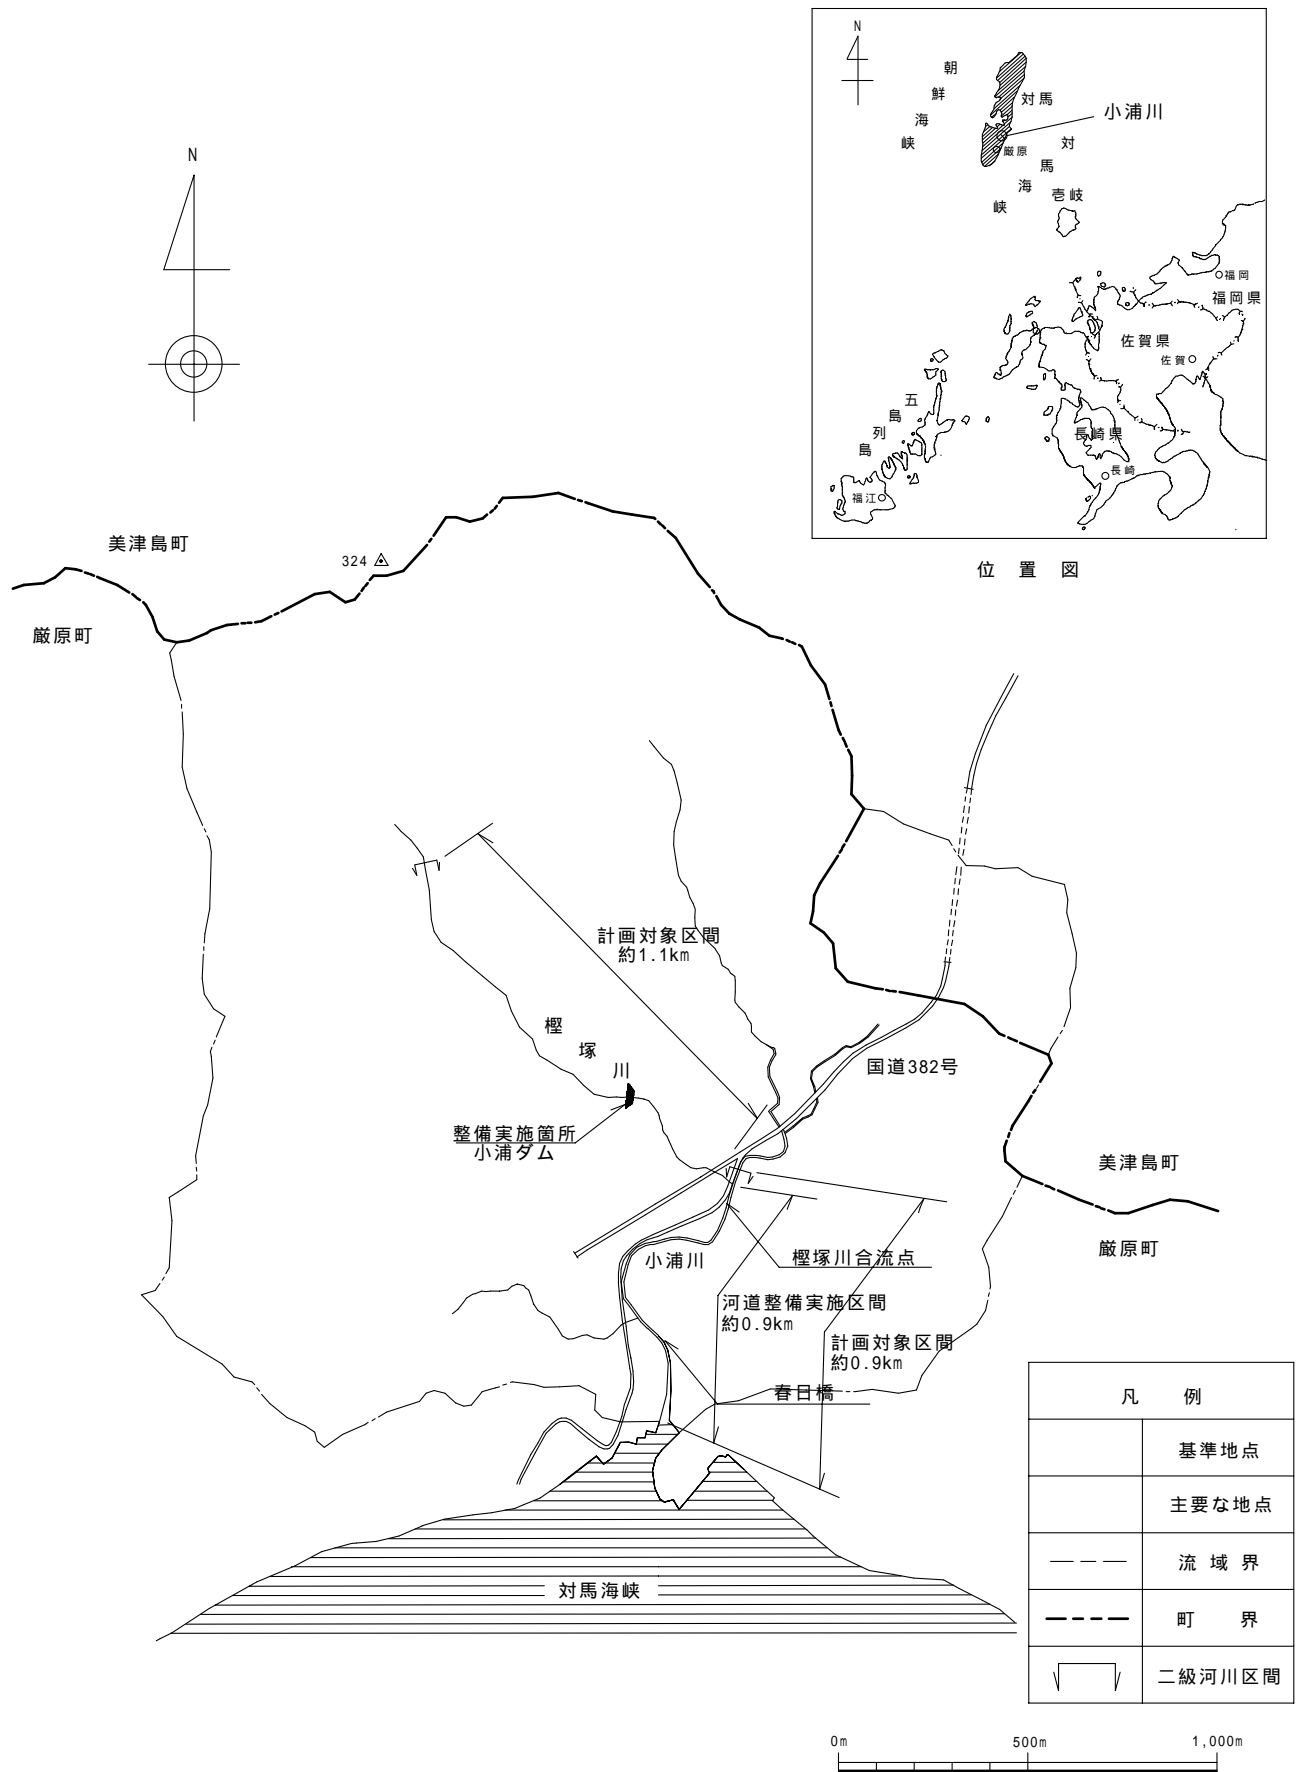 N
朝鮮海峡
対馬
小浦川
厳原
対馬海峡
壱岐
福岡
福岡県
佐賀県
佐賀
五島列島
長崎県
長崎
福江
位置図
N
美津島町
324
厳原町
計画対象区間
約1.1km
樫塚川
国道382号
整備実施箇所
小浦ダム
美津島町
厳原町
小浦川
樫塚川合流点
河道整備実施区間
約0.9km
計画対象区間
約0.9km
春日橋
対馬海峡
凡 例
基準地点
主要な地点
流域界
町 界
二級河川区間
0m 500m 1,000m